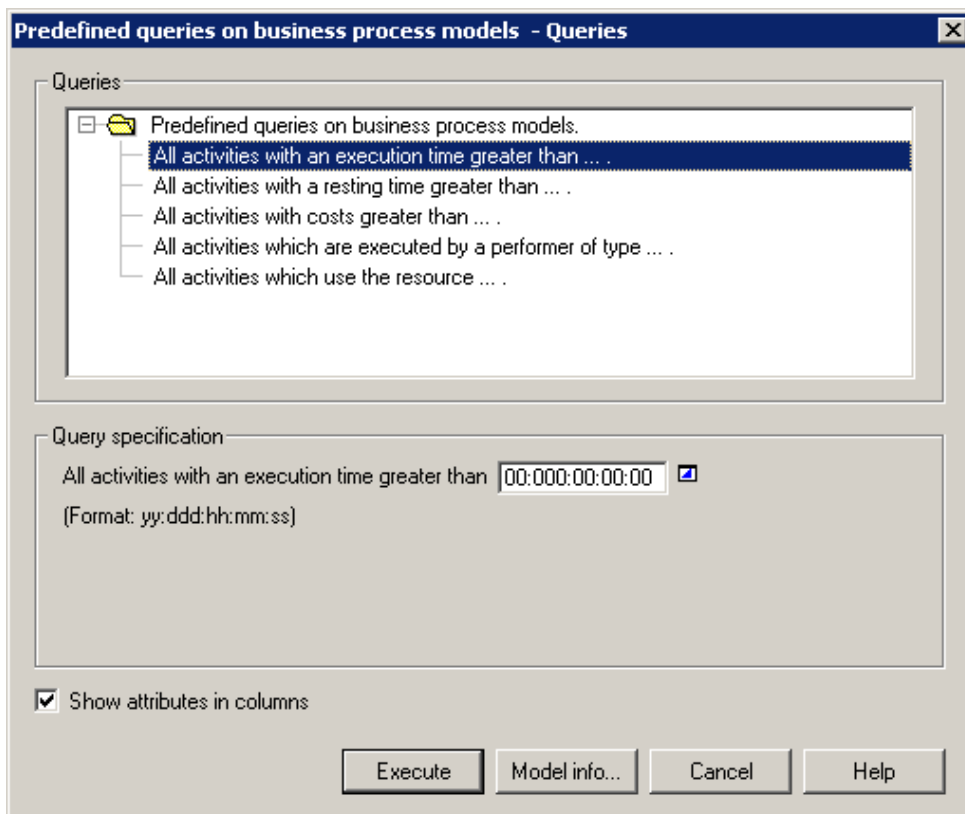 Predefined queries on business process models - Queries
Queries
Predefined queries on business process models.
All activities with an execution time greater than ... .
All activities with a resting time greater than ... .
All activities with costs greater than ... .
All activities which are executed by a performer of type ... .
All activities which use the resource ... .
Query specification
All activities with an execution time greater than 00:000:00:00:00
(Format: yy:ddd:hh:mm:ss)
Show attributes in columns
Execute Model info... Cancel Help